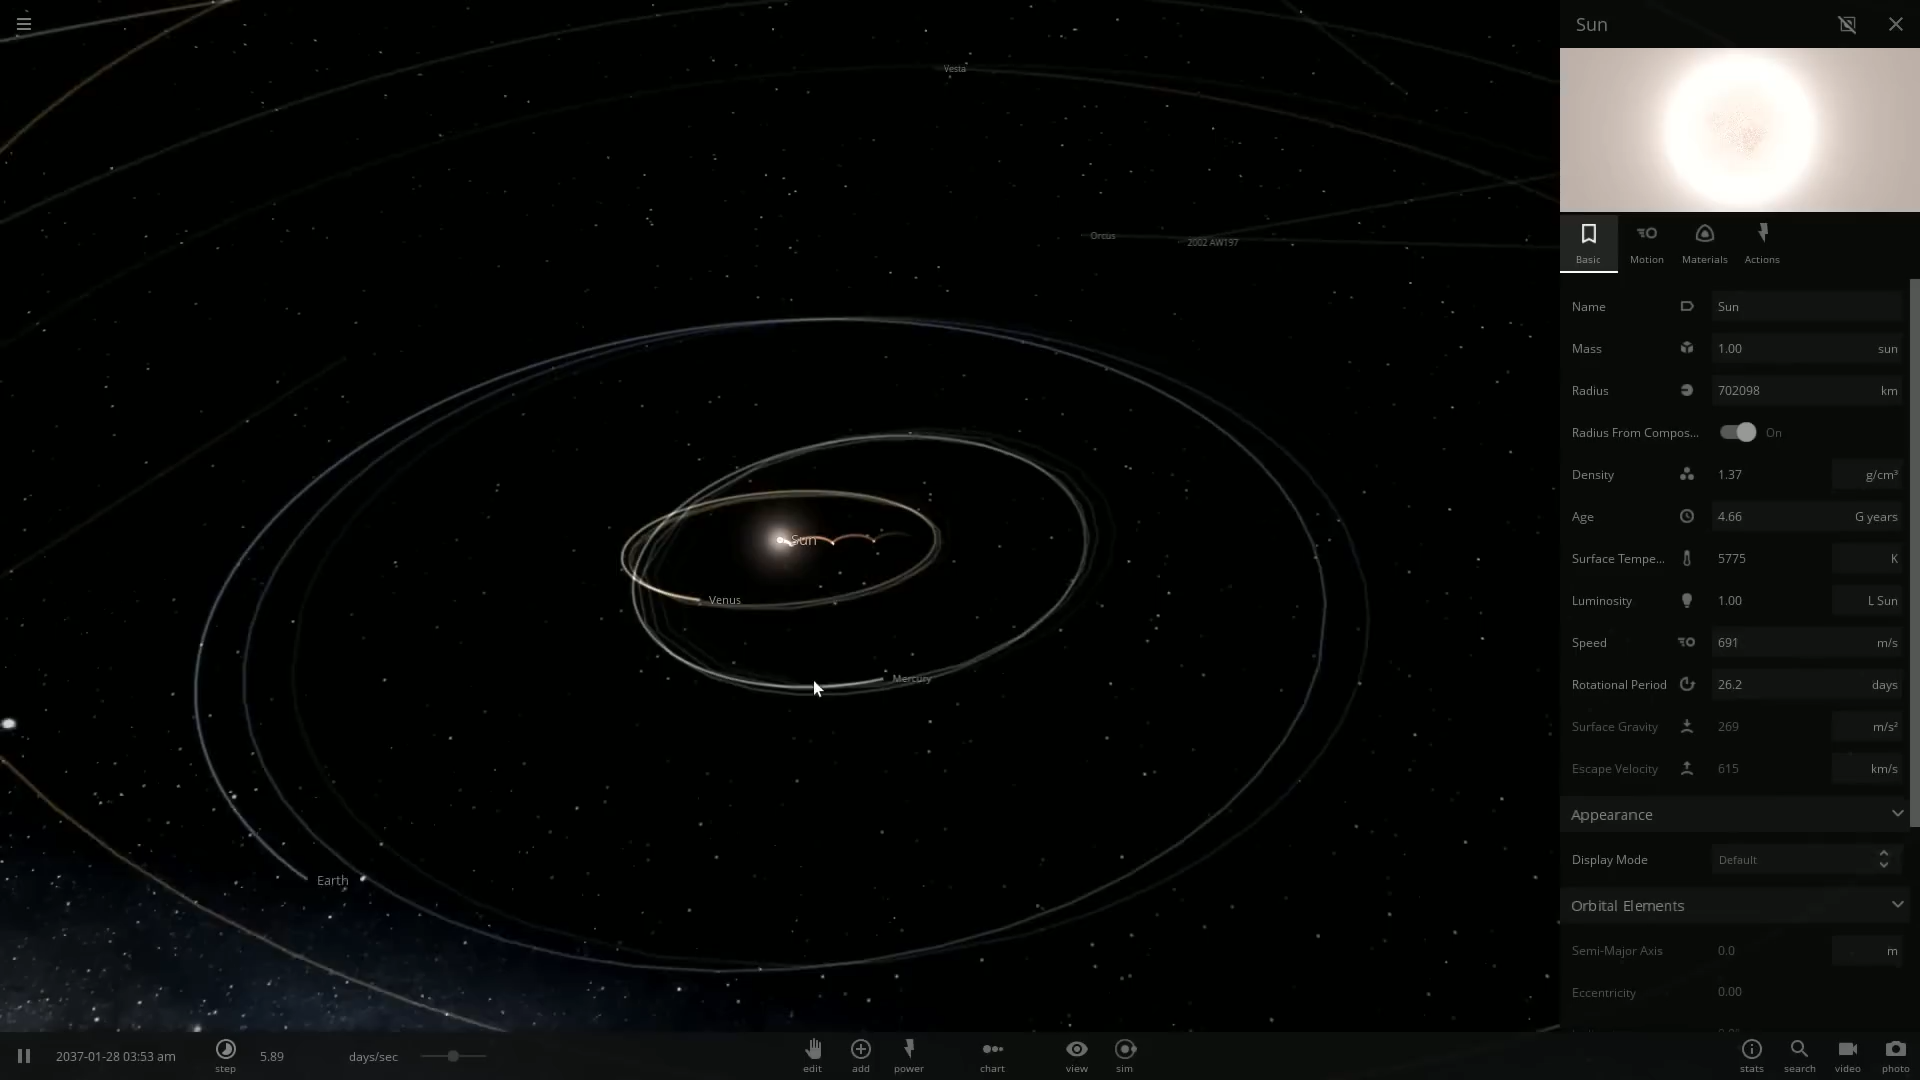 Sun
Vesta
Orcus
2002 AW197
Sun
Venus
Mercury
Earth
Basic
Motion
Materials
Actions
Name Sun
Mass 1.00 sun
Radius 702098 km
Radius From Compos... On
Density 1.37 g/cm³
Age 4.66 G years
Surface Tempe... 5775 K
Luminosity 1.00 L Sun
Speed 691 m/s
Rotational Period 26.2 days
Surface Gravity 269 m/s²
Escape Velocity 615 km/s
Appearance
Display Mode Default
Orbital Elements
Semi-Major Axis 0.0 m
Eccentricity 0.00
2037-01-28 03:53 am
step
5.89 days/sec
edit
add
power
chart
view
sim
stats
search
video
photo